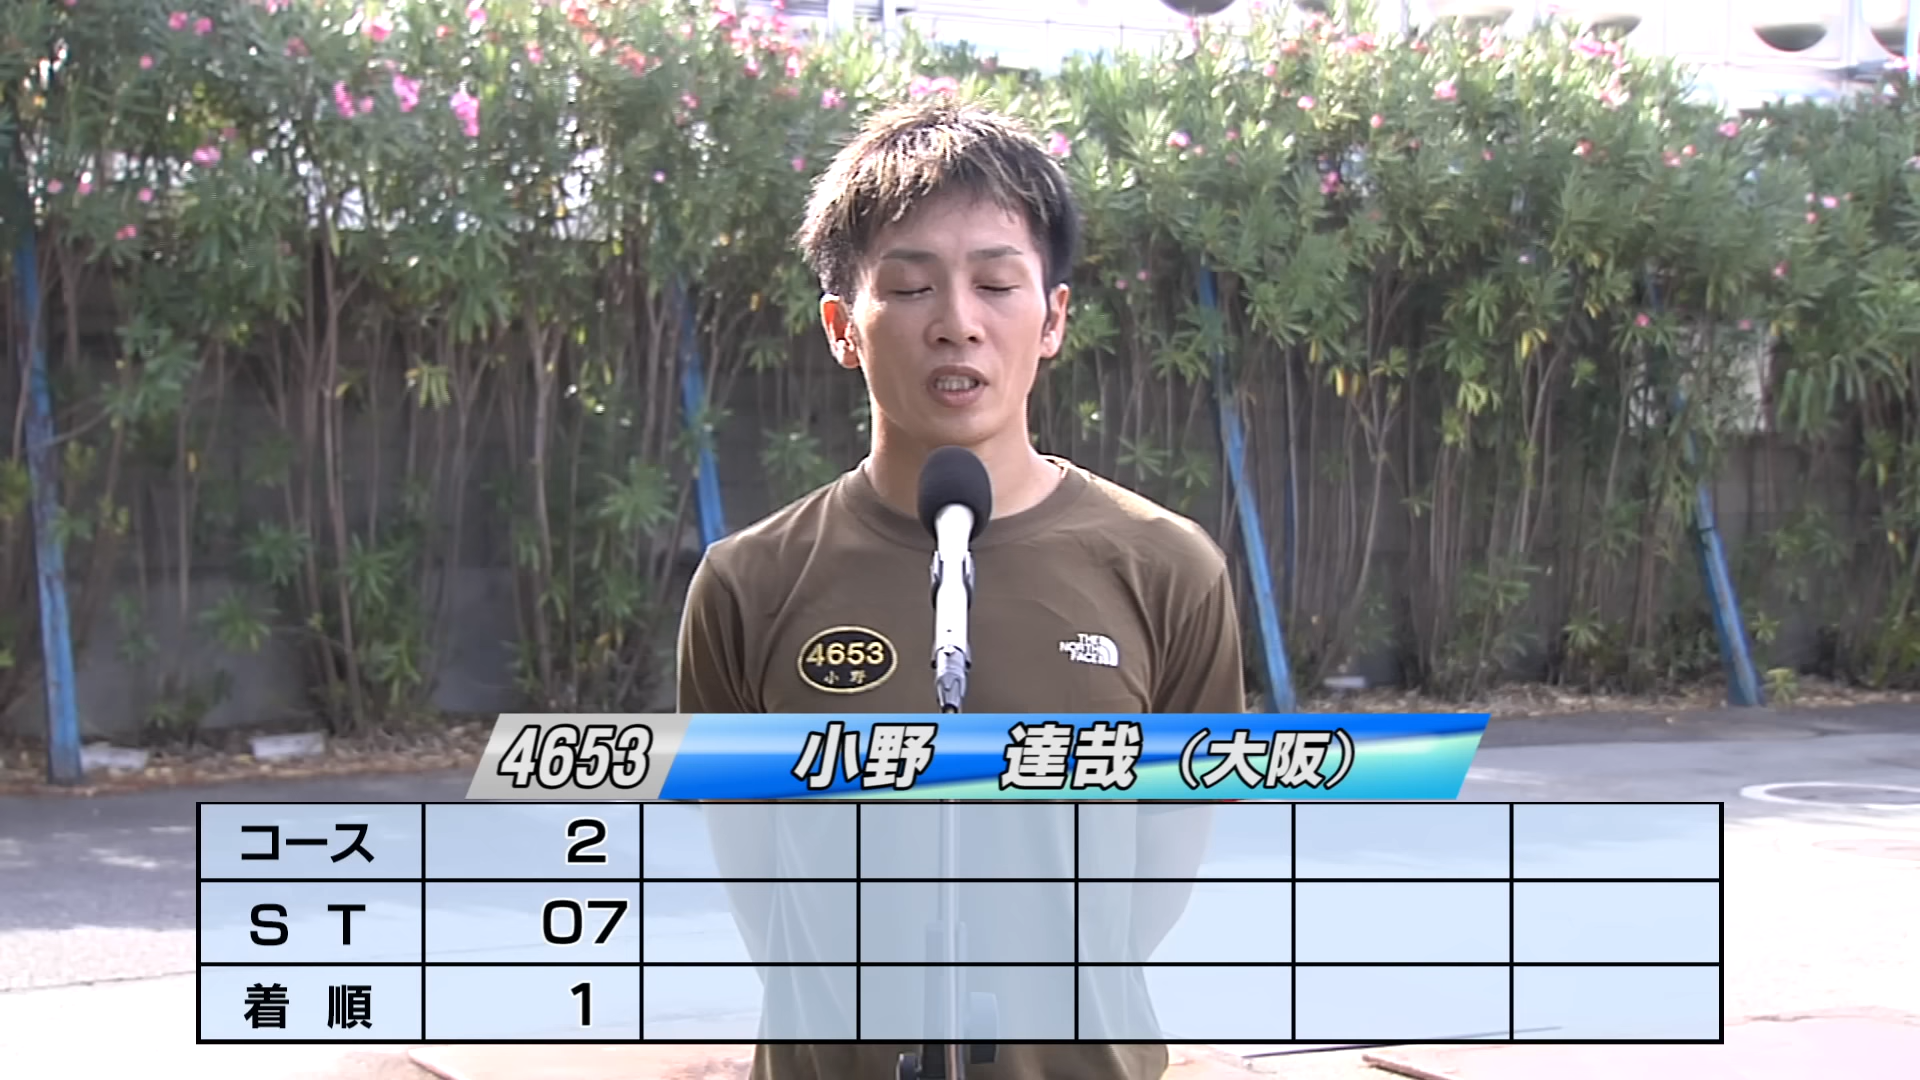 4653
小野
THE
NORTH
FACE
4653 小野 達哉（大阪）
コース 2
ST 07
着順 1